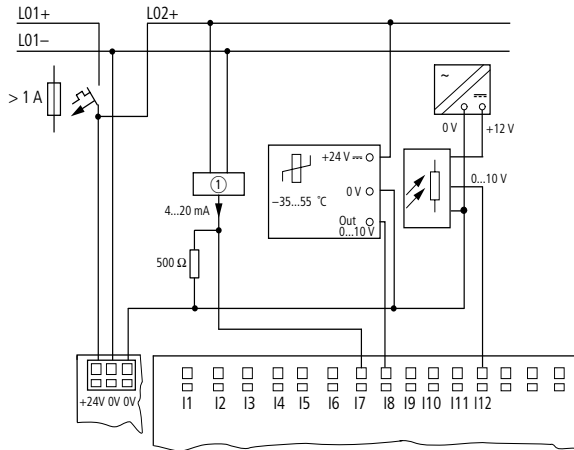 L01+
L02+
L01–
> 1 A
~
0 V
+12 V
+24 V
0 V
–35...55 °C
Out
0...10 V
0...10 V
①
4...20 mA
500 Ω
+24V 0V 0V
I1 I2 I3 I4 I5 I6 I7 I8 I9 I10 I11 I12